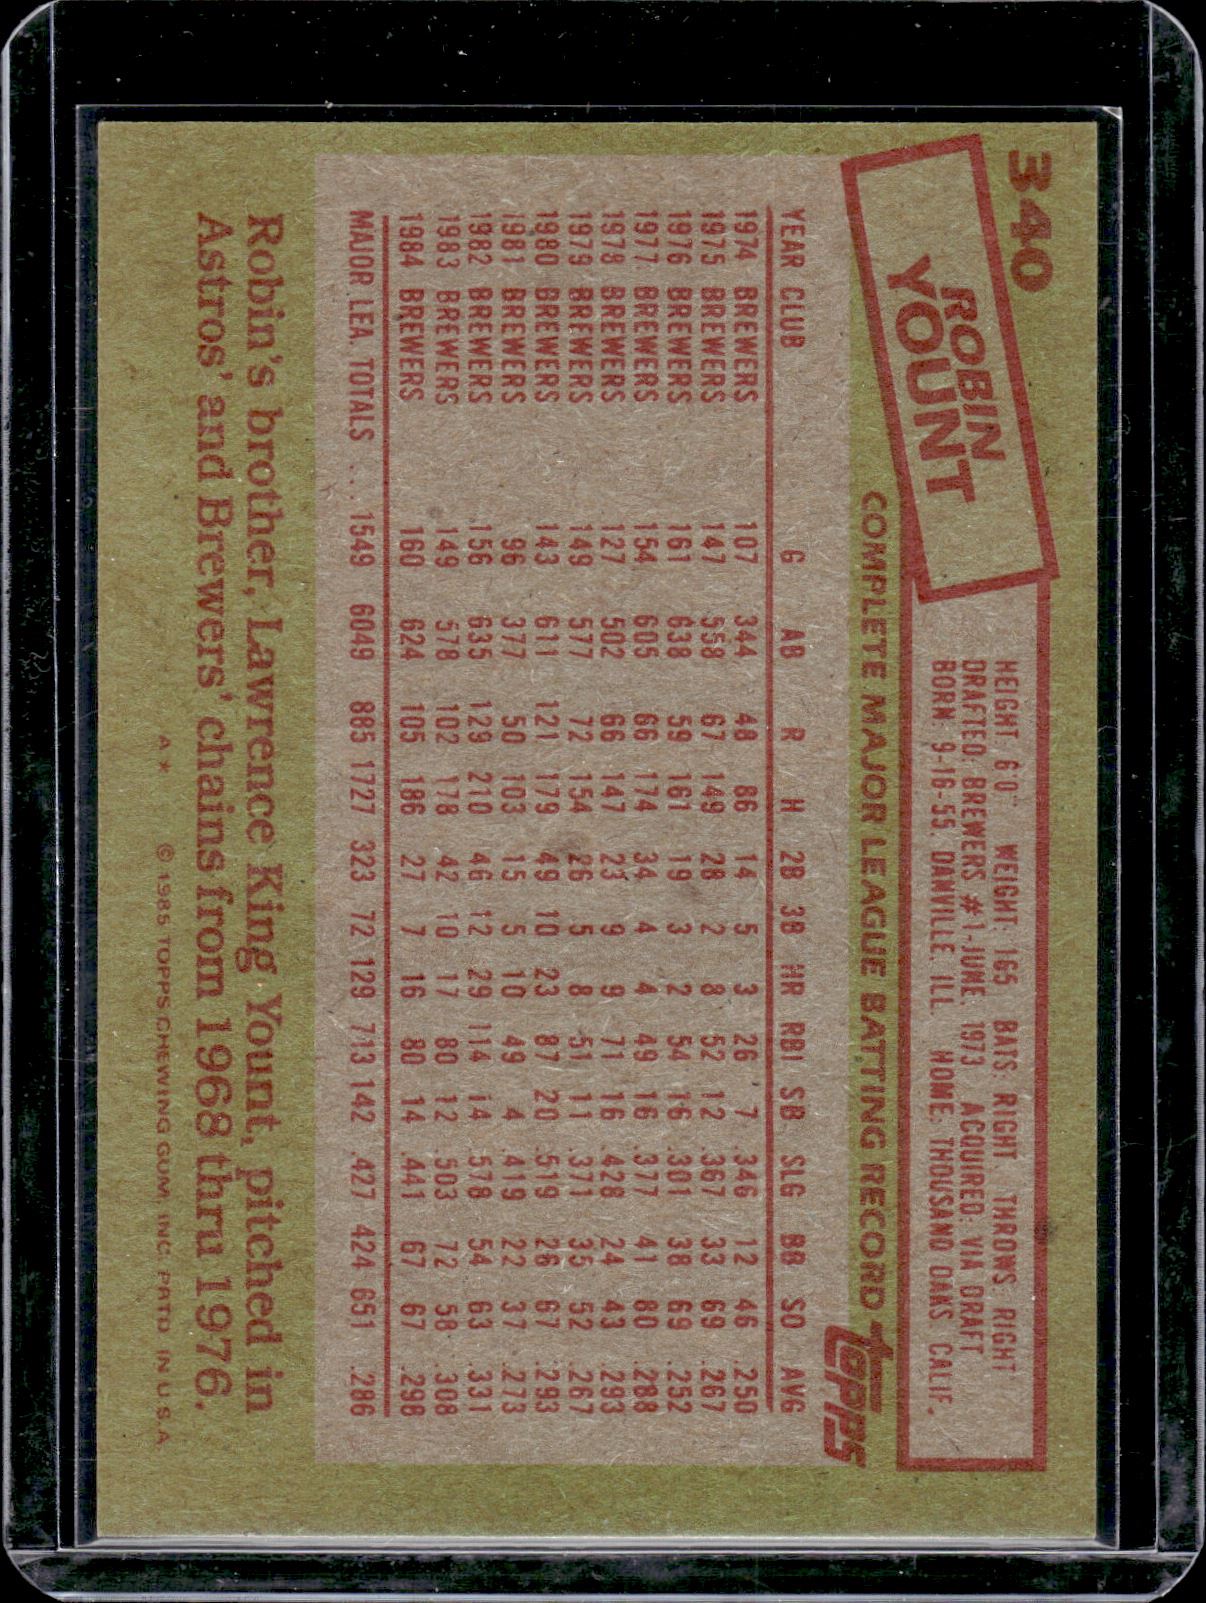 340
ROBIN
YOUNT
HEIGHT: 6'0" WEIGHT: 165 BATS: RIGHT THROWS: RIGHT
DRAFTED: BREWERS #1-JUNE, 1973 ACQUIRED: VIA DRAFT
BORN: 9-16-55, DANVILLE, ILL. HOME: THOUSAND OAKS CALIF.
COMPLETE MAJOR LEAGUE BATTING RECORD
TOPPS
YEAR CLUB G AB R H 2B 3B HR RBI SB SLG BB SO AVG
1974 BREWERS 107 344 48 86 14 5 3 26 7 .346 12 46 .250
1975 BREWERS 147 558 67 149 28 2 8 52 12 .367 33 69 .267
1976 BREWERS 161 638 59 161 19 3 2 54 16 .301 38 69 .252
1977 BREWERS 154 605 66 174 34 4 4 49 16 .377 41 80 .288
1978 BREWERS 127 502 66 147 23 9 9 71 16 .428 24 43 .293
1979 BREWERS 149 577 72 154 26 5 8 51 11 .371 35 52 .267
1980 BREWERS 143 611 121 179 49 10 23 87 20 .519 26 67 .293
1981 BREWERS 96 377 50 103 15 5 10 49 4 .419 22 37 .273
1982 BREWERS 156 635 129 210 46 12 29 114 14 .578 54 63 .331
1983 BREWERS 149 578 102 178 42 10 17 80 12 .503 72 58 .308
1984 BREWERS 160 624 105 186 27 7 16 80 14 .441 67 67 .298
MAJOR LEA. TOTALS ... 1549 6049 885 1727 323 72 129 713 142 .427 424 651 .286
Robin's brother, Lawrence King Yount, pitched in
Astros' and Brewers' chains from 1968 thru 1976.
A * © 1985 TOPPS CHEWING GUM, INC. PRTD. IN U.S.A.